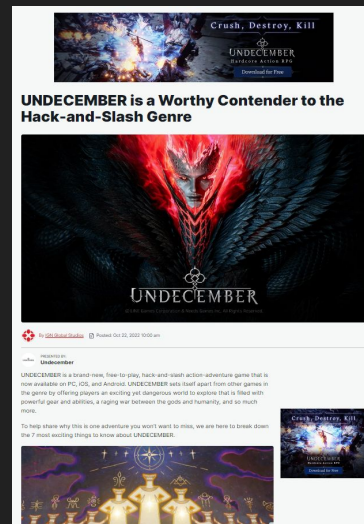 Crush, Destroy, Kill
UNDECEMBER
Hardcore Action RPG
Download for Free
UNDECEMBER is a Worthy Contender to the
Hack-and-Slash Genre
UNDECEMBER
By IGN Global Studios Posted: Oct 22, 2022 10:00 am
PRESENTED BY
Undecember
UNDECEMBER is a brand-new, free-to-play, hack-and-slash action-adventure game that is
now available on PC, iOS, and Android. UNDECEMBER sets itself apart from other games in
the genre by offering players an exciting yet dangerous world to explore that is filled with
powerful gear and abilities, a raging war between the gods and humanity, and so much
more.
To help share why this is one adventure you won't want to miss, we are here to break down
the 7 most exciting things to know about UNDECEMBER.
Crush, Destroy, Kill
UNDECEMBER
Hardcore Action RPG
Download for Free